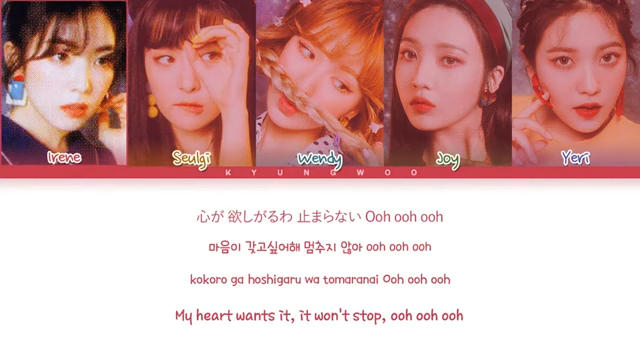 Irene Seulgi Wendy Joy Yeri
KYUNGWOO
心が 欲しがるわ 止まらない Ooh ooh ooh
마음이 갖고싶어해 멈추지 않아 ooh ooh ooh
kokoro ga hoshigaru wa tomaranai Ooh ooh ooh
My heart wants it, it won't stop, ooh ooh ooh